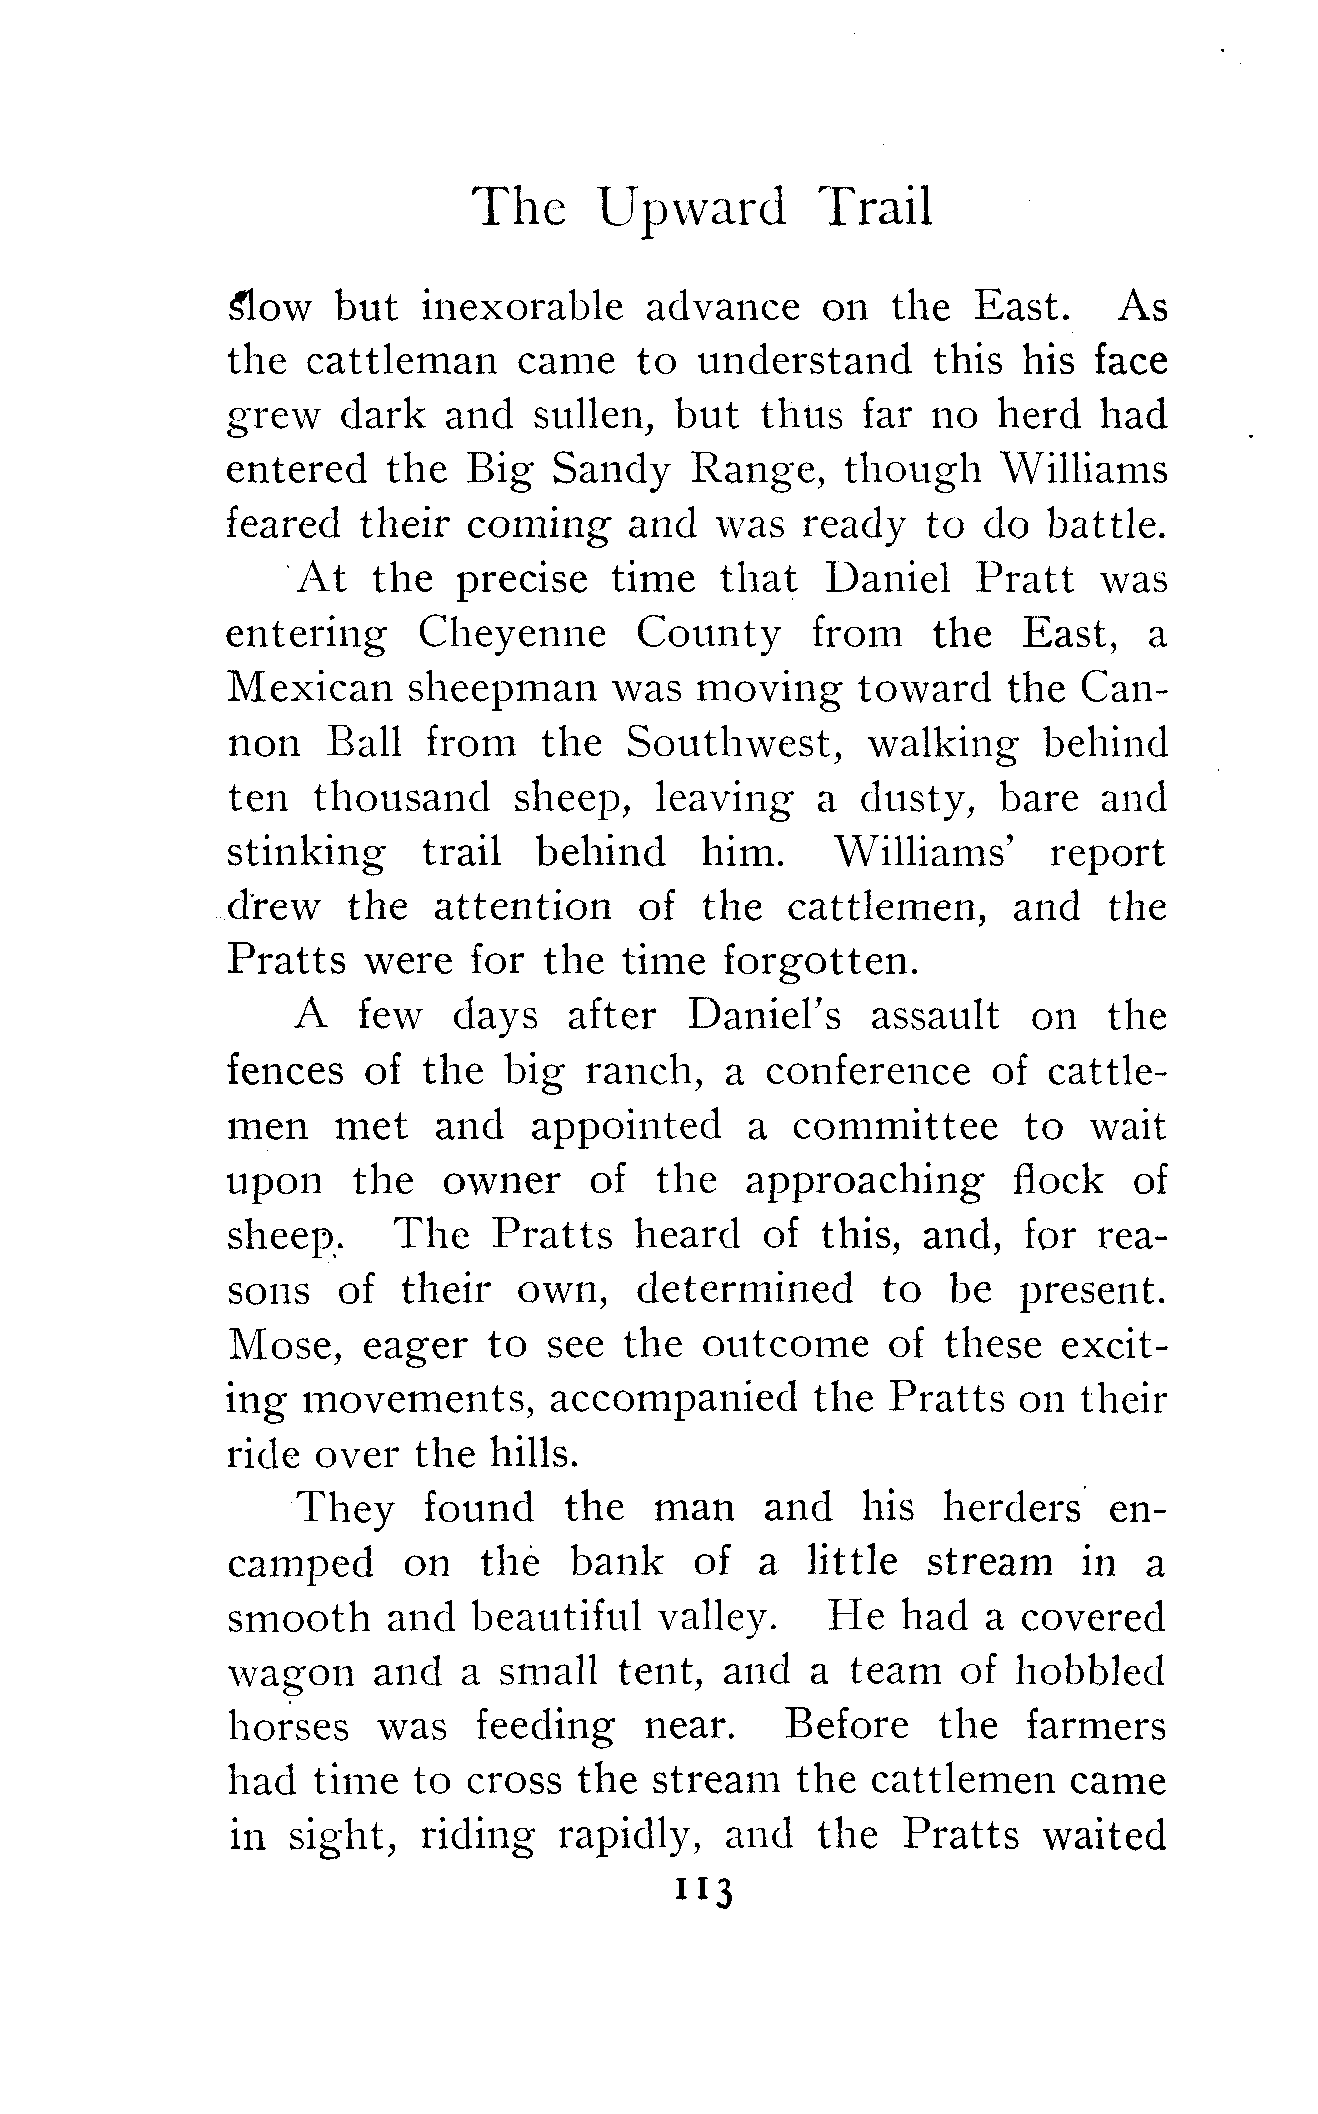 The Upward Trail
slow but inexorable advance on the East. As
the cattleman came to understand this his face
grew dark and sullen, but thus far no herd had
entered the Big Sandy Range, though Williams
feared their coming and was ready to do battle.
At the precise time that Daniel Pratt was
entering Cheyenne County from the East, a
Mexican sheepman was moving toward the Can-
non Ball from the Southwest, walking behind
ten thousand sheep, leaving a dusty, bare and
stinking trail behind him. Williams’ report
drew the attention of the cattlemen, and the
Pratts were for the time forgotten.
A few days after Daniel’s assault on the
fences of the big ranch, a conference of cattle-
men met and appointed a committee to wait
upon the owner of the approaching flock of
sheep. The Pratts heard of this, and, for rea-
sons of their own, determined to be present.
Mose, eager to see the outcome of these excit-
ing movements, accompanied the Pratts on their
ride over the hills.
They found the man and his herders en-
camped on the bank of a little stream in a
smooth and beautiful valley. He had a covered
wagon and a small tent, and a team of hobbled
horses was feeding near. Before the farmers
had time to cross the stream the cattlemen came
in sight, riding rapidly, and the Pratts waited
113